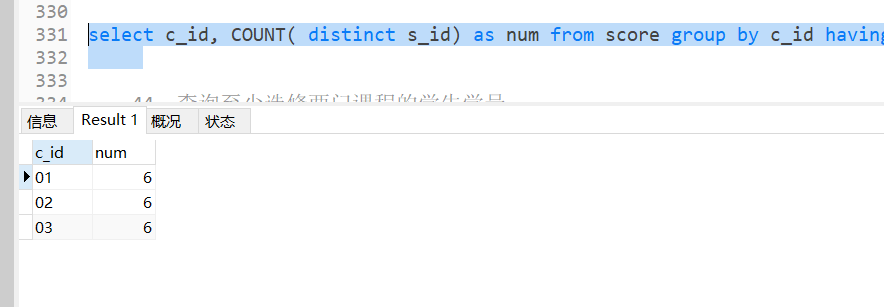 330
331 select c_id, COUNT( distinct s_id) as num from score group by c_id having
332
333
信息 Result 1 概况 状态
c_id num
01 6
02 6
03 6